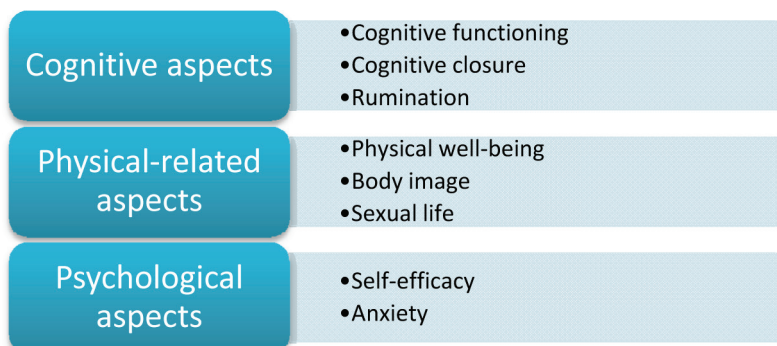 Cognitive aspects
•Cognitive functioning
•Cognitive closure
•Rumination
Physical-related
aspects
•Physical well-being
•Body image
•Sexual life
Psychological
aspects
•Self-efficacy
•Anxiety